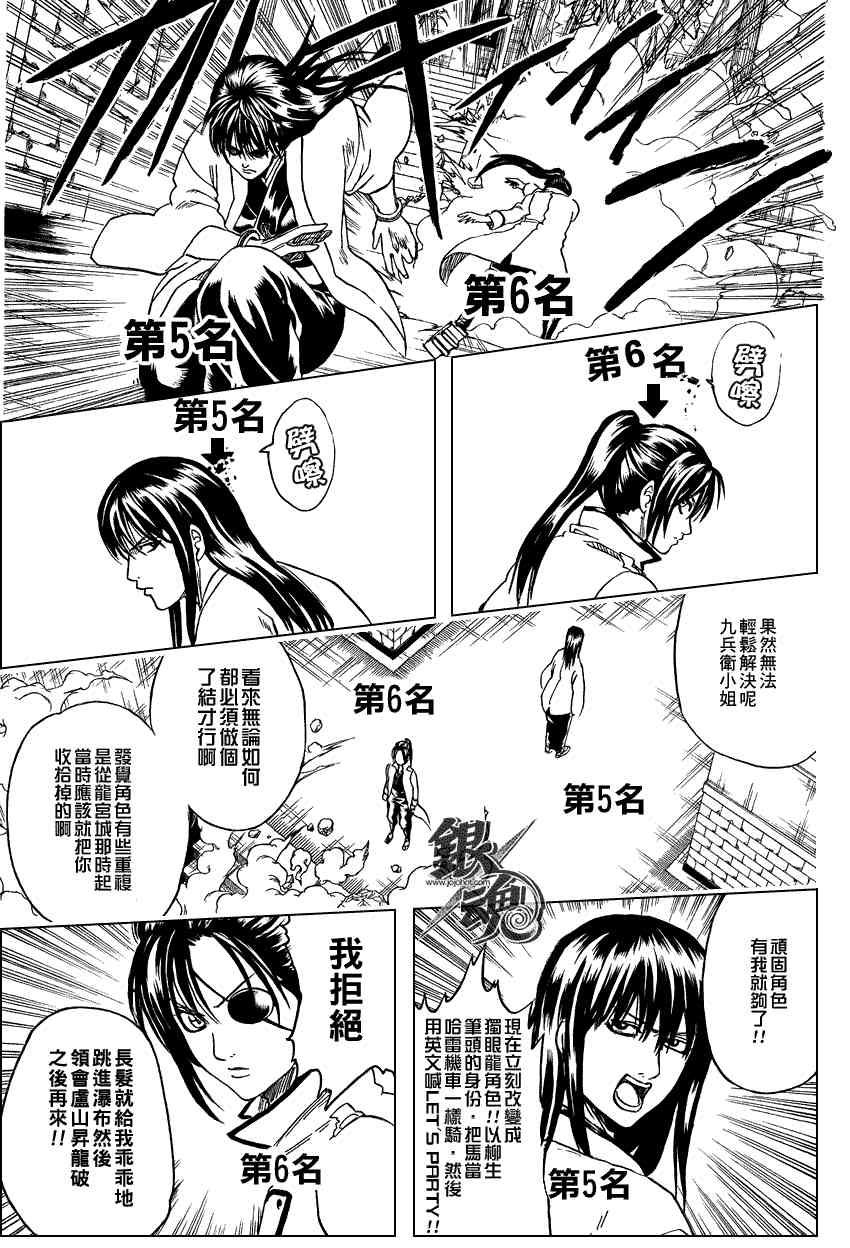 第6名
第5名
第6名
劈嚓
第5名
劈嚓
果然無法
輕鬆解決呢
九兵衛小姐
看來無論如何
都必須做個
了結才行啊
第6名
第5名
發覺角色有些重複
是從龍宮城那時起
當時應該就把你
收拾掉的啊
銀魂
www.jojohot.com
頑固角色
有我就夠了!!
現在立刻改變成
獨眼龍角色!!以柳生
筆頭的身份，把馬當
哈雷機車一樣騎，然後
用英文喊LET'S PARTY!!
第5名
我拒絕
長髮就給我乖乖地
跳進瀑布然後
領會盧山昇龍破
之後再來!!
第6名